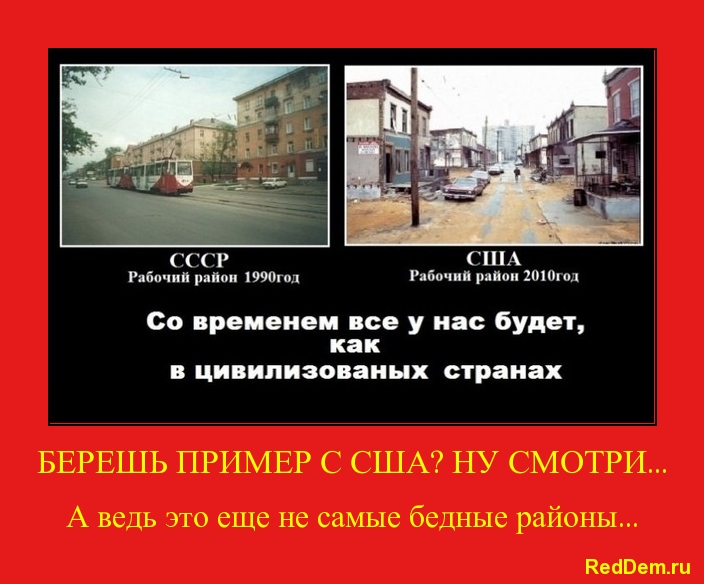 СССР
Рабочий район 1990год
США
Рабочий район 2010год
Со временем все у нас будет,
как
в цивилизованых странах
БЕРЕШЬ ПРИМЕР С США? НУ СМОТРИ...
А ведь это еще не самые бедные районы...
RedDem.ru